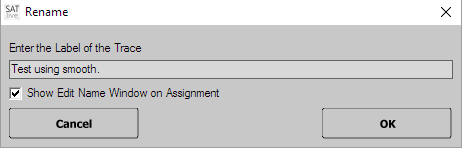 SAT
live
Rename
Enter the Label of the Trace
Test using smooth.
Show Edit Name Window on Assignment
Cancel
OK